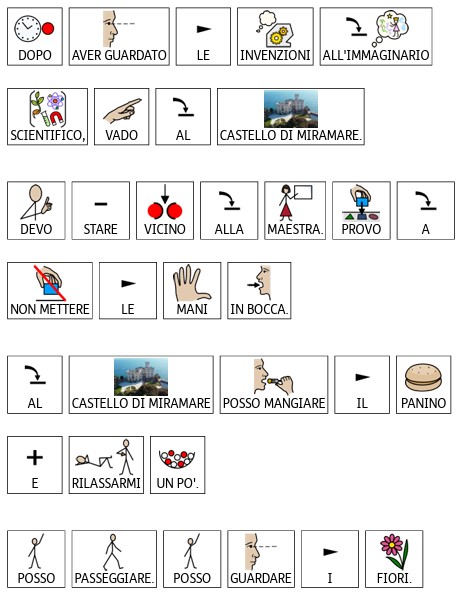 DOPO AVER GUARDATO LE INVENZIONI ALL'IMMAGINARIO
SCIENTIFICO, VADO AL CASTELLO DI MIRAMARE.
DEVO STARE VICINO ALLA MAESTRA. PROVO A
NON METTERE LE MANI IN BOCCA.
AL CASTELLO DI MIRAMARE POSSO MANGIARE IL PANINO
E RILASSARMI UN PO'.
POSSO PASSEGGIARE. POSSO GUARDARE I FIORI.